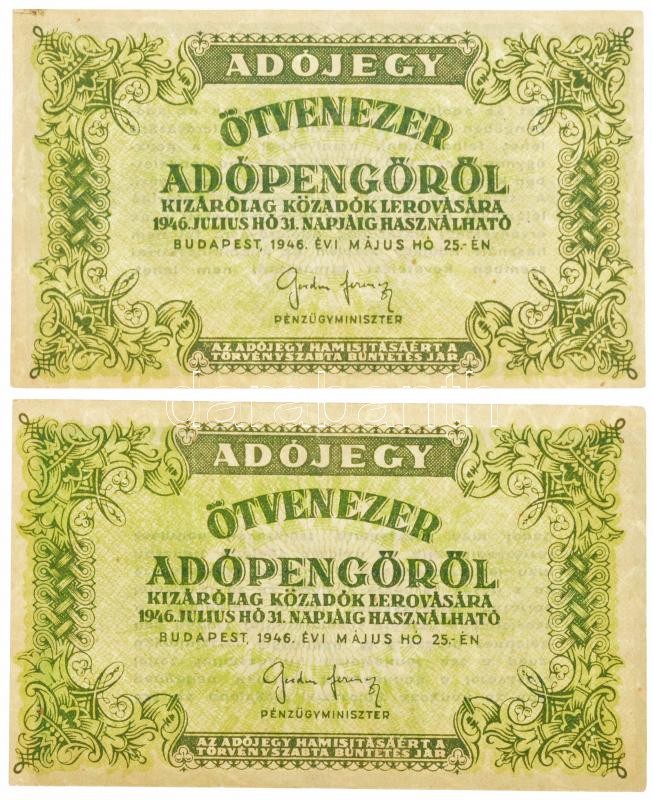 ADÓJEGY
ÖTVENEZER
ADÓPENGŐRŐL
KIZÁRÓLAG KÖZADÓK LEROVÁSÁRA
1946. JULIUS HÓ 31. NAPJÁIG HASZNÁLHATÓ
BUDAPEST, 1946. ÉVI MÁJUS HÓ 25.-ÉN
PÉNZÜGYMINISZTER
AZ ADÓJEGY HAMISITÁSÁÉRT A
TÖRVÉNYSZABTA BÜNTETÉS JÁR
darabanth
ADÓJEGY
ÖTVENEZER
ADÓPENGŐRŐL
KIZÁRÓLAG KÖZADÓK LEROVÁSÁRA
1946. JULIUS HÓ 31. NAPJÁIG HASZNÁLHATÓ
BUDAPEST, 1946. ÉVI MÁJUS HÓ 25.-ÉN
PÉNZÜGYMINISZTER
AZ ADÓJEGY HAMISITÁSÁÉRT A
TÖRVÉNYSZABTA BÜNTETÉS JÁR